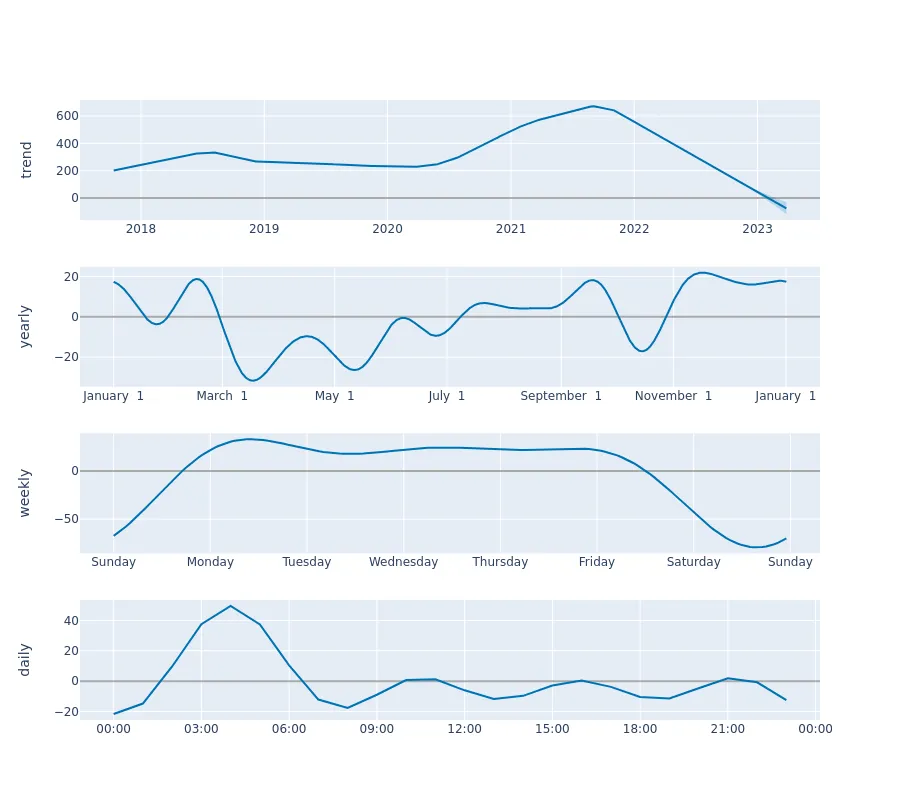 trend
600
400
200
0
2018 2019 2020 2021 2022 2023
yearly
20
0
−20
January 1 March 1 May 1 July 1 September 1 November 1 January 1
weekly
0
−50
Sunday Monday Tuesday Wednesday Thursday Friday Saturday Sunday
daily
40
20
0
−20
00:00 03:00 06:00 09:00 12:00 15:00 18:00 21:00 00:00